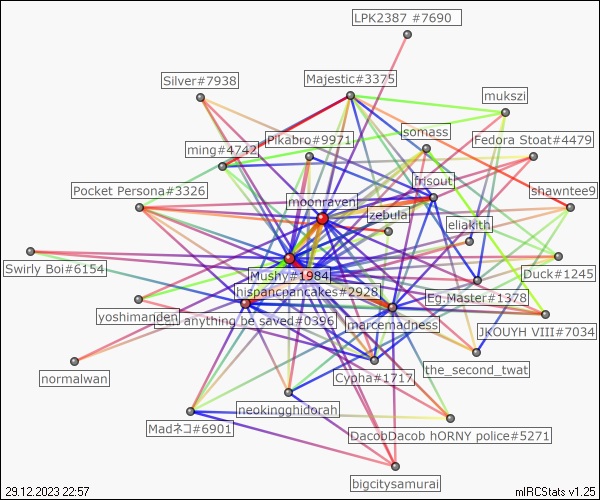 LPK2387 #7690
Silver#7938
Majestic#3375
mukszi
somass
Pikabro#9971
Fedora Stoat#4479
ming#4742
frisout
Pocket Persona#3326
shawntee9
moonraven
zebula
eliakith
Swirly Boi#6154
Mushy#1984
Duck#1245
hispancpancakes#2928
Eg.Master#1378
yoshimanden
anything be saved#0396
marcemadness
JKOUYH VIII#7034
normalwan
Cypha#1717
the_second_twat
neokingghidorah
Madネコ#6901
DacobDacob hORNY police#5271
bigcitysamurai
29.12.2023 22:57
mIRCStats v1.25